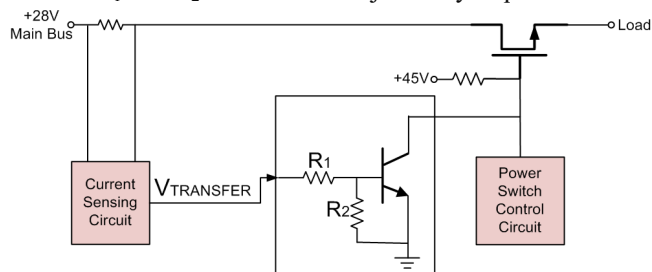 +28V
Main Bus
Load
+45V
R1
R2
Current
Sensing
Circuit
VTRANSFER
Power
Switch
Control
Circuit